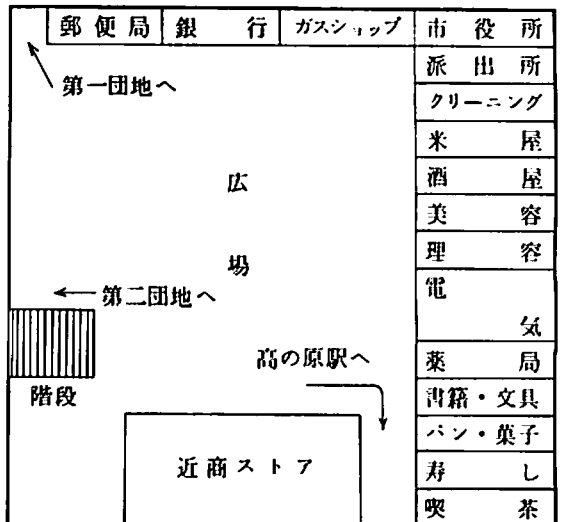 郵便局
銀行
ガスショップ
市役所
派出所
クリーニング
米屋
酒屋
美容
理容
電気
薬局
書籍・文具
パン・菓子
寿し
喫茶
第一団地へ
広場
第二団地へ
階段
高の原駅へ
近商ストア